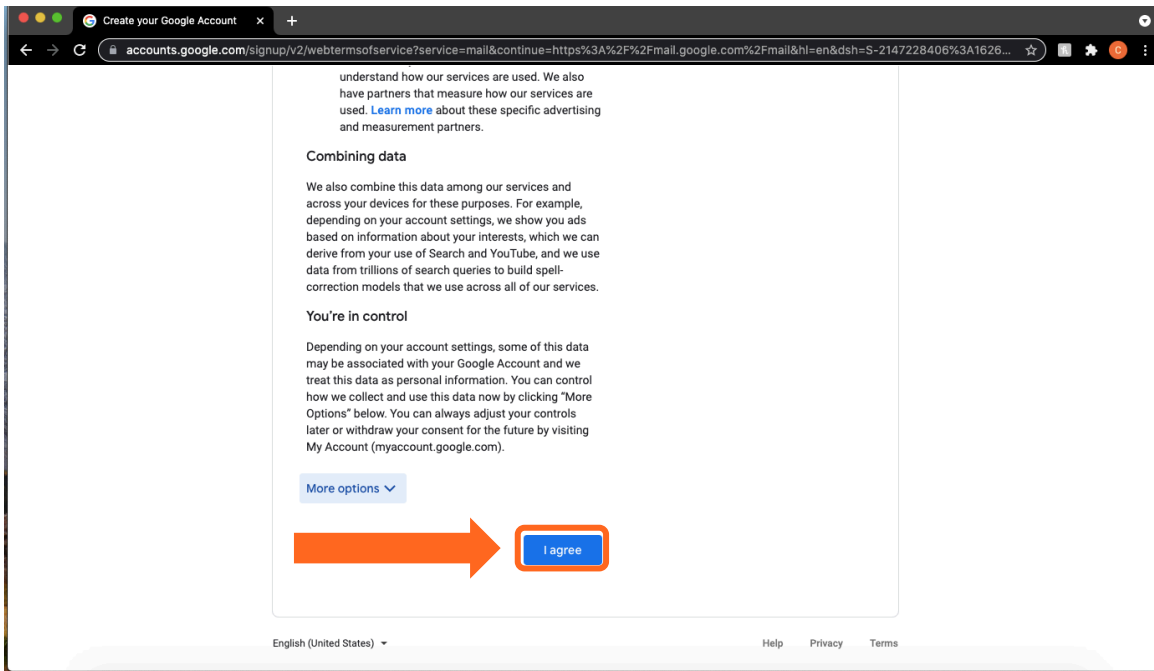 Create your Google Account
accounts.google.com/signup/v2/webtermsofservice?service=mail&continue=https%3A%2F%2Fmail.google.com%2Fmail&hl=en&dsh=S-2147228406%3A1626...
C
understand how our services are used. We also
have partners that measure how our services are
used. Learn more about these specific advertising
and measurement partners.
Combining data
We also combine this data among our services and
across your devices for these purposes. For example,
depending on your account settings, we show you ads
based on information about your interests, which we can
derive from your use of Search and YouTube, and we use
data from trillions of search queries to build spell-
correction models that we use across all of our services.
You're in control
Depending on your account settings, some of this data
may be associated with your Google Account and we
treat this data as personal information. You can control
how we collect and use this data now by clicking “More
Options” below. You can always adjust your controls
later or withdraw your consent for the future by visiting
My Account (myaccount.google.com).
More options
I agree
English (United States)
Help Privacy Terms